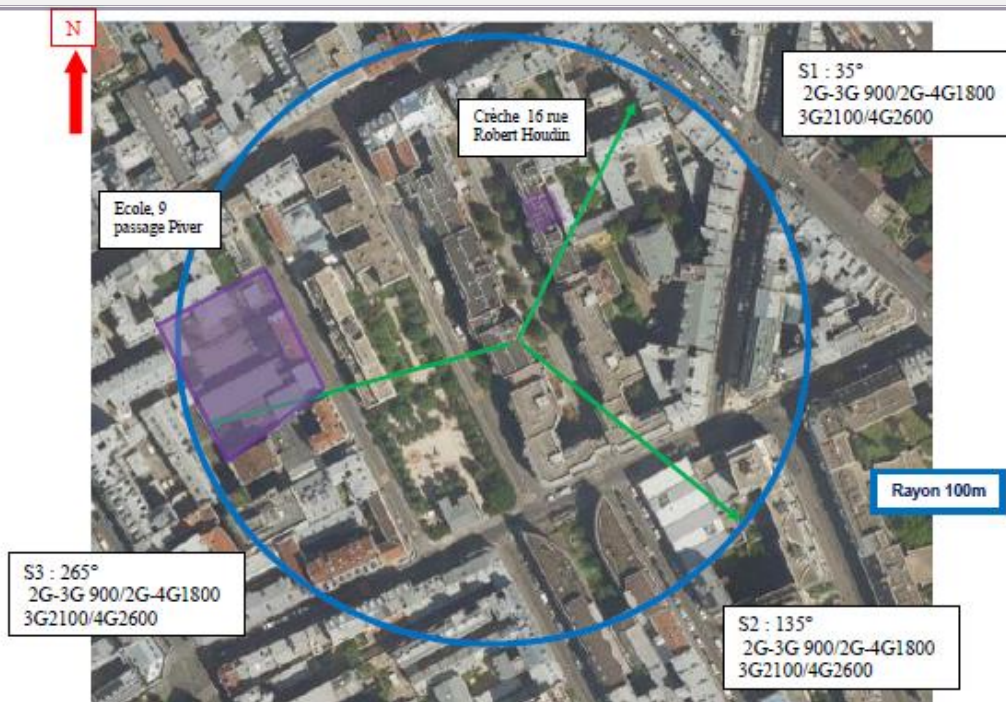 N
S1 : 35°
2G-3G 900/2G-4G1800
3G2100/4G2600
Crèche 16 rue
Robert Houdin
Ecole, 9
passage Piver
Rayon 100m
S3 : 265°
2G-3G 900/2G-4G1800
3G2100/4G2600
S2 : 135°
2G-3G 900/2G-4G1800
3G2100/4G2600